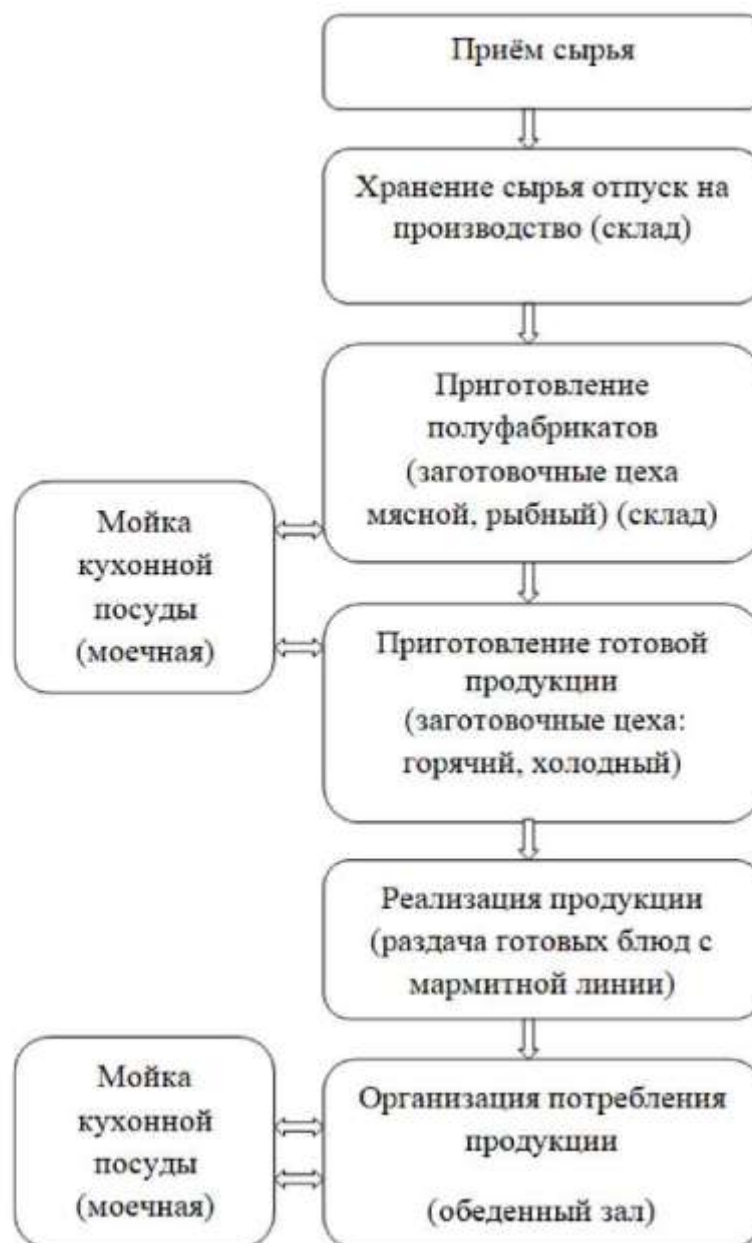 Приём сырья
Хранение сырья отпуск на
производство (склад)
Приготовление
полуфабрикатов
(заготовочные цеха
мясной, рыбный) (склад)
Мойка
кухонной
посуды
(моечная)
Приготовление готовой
продукции
(заготовочные цеха:
горячий, холодный)
Реализация продукции
(раздача готовых блюд с
мармитной линии)
Мойка
кухонной
посуды
(моечная)
Организация потребления
продукции
(обеденный зал)